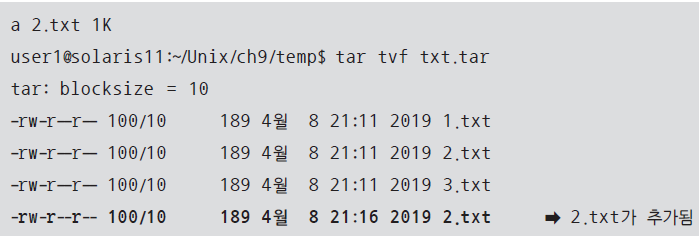 a 2.txt 1K
user1@solaris11:~/Unix/ch9/temp$ tar tvf txt.tar
tar: blocksize = 10
-rw-r—r— 100/10 189 4월 8 21:11 2019 1.txt
-rw-r—r— 100/10 189 4월 8 21:11 2019 2.txt
-rw-r—r— 100/10 189 4월 8 21:11 2019 3.txt
-rw-r--r-- 100/10 189 4월 8 21:16 2019 2.txt ➡ 2.txt가 추가됨